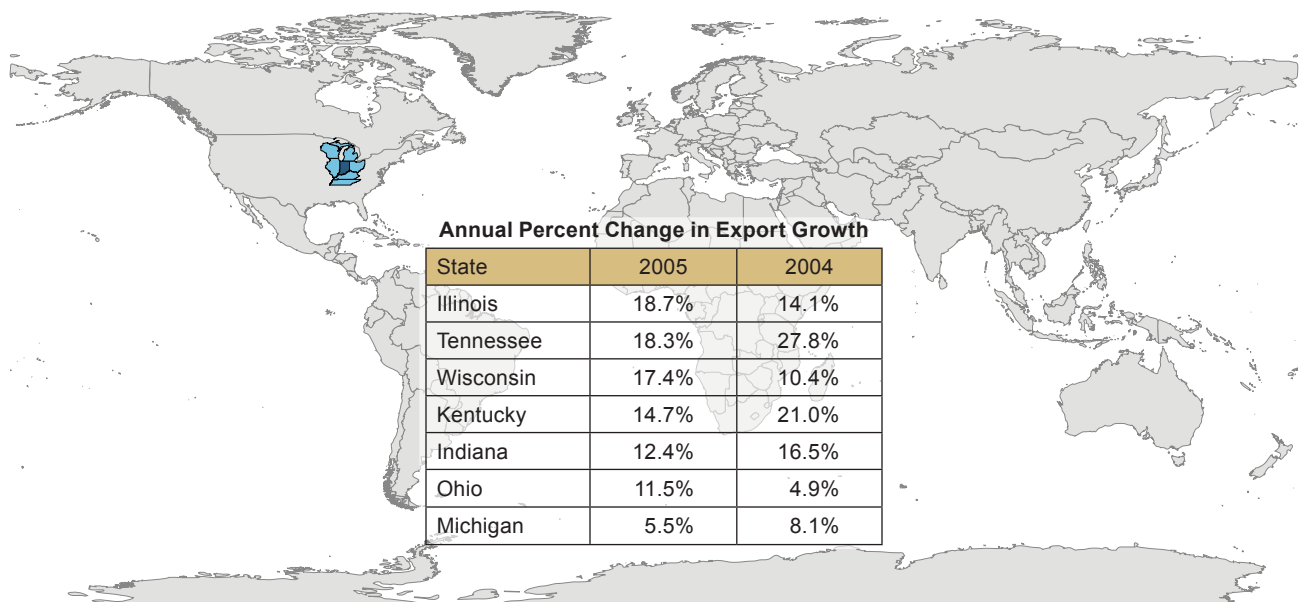 Annual Percent Change in Export Growth
State 2005 2004
Illinois 18.7% 14.1%
Tennessee 18.3% 27.8%
Wisconsin 17.4% 10.4%
Kentucky 14.7% 21.0%
Indiana 12.4% 16.5%
Ohio 11.5% 4.9%
Michigan 5.5% 8.1%